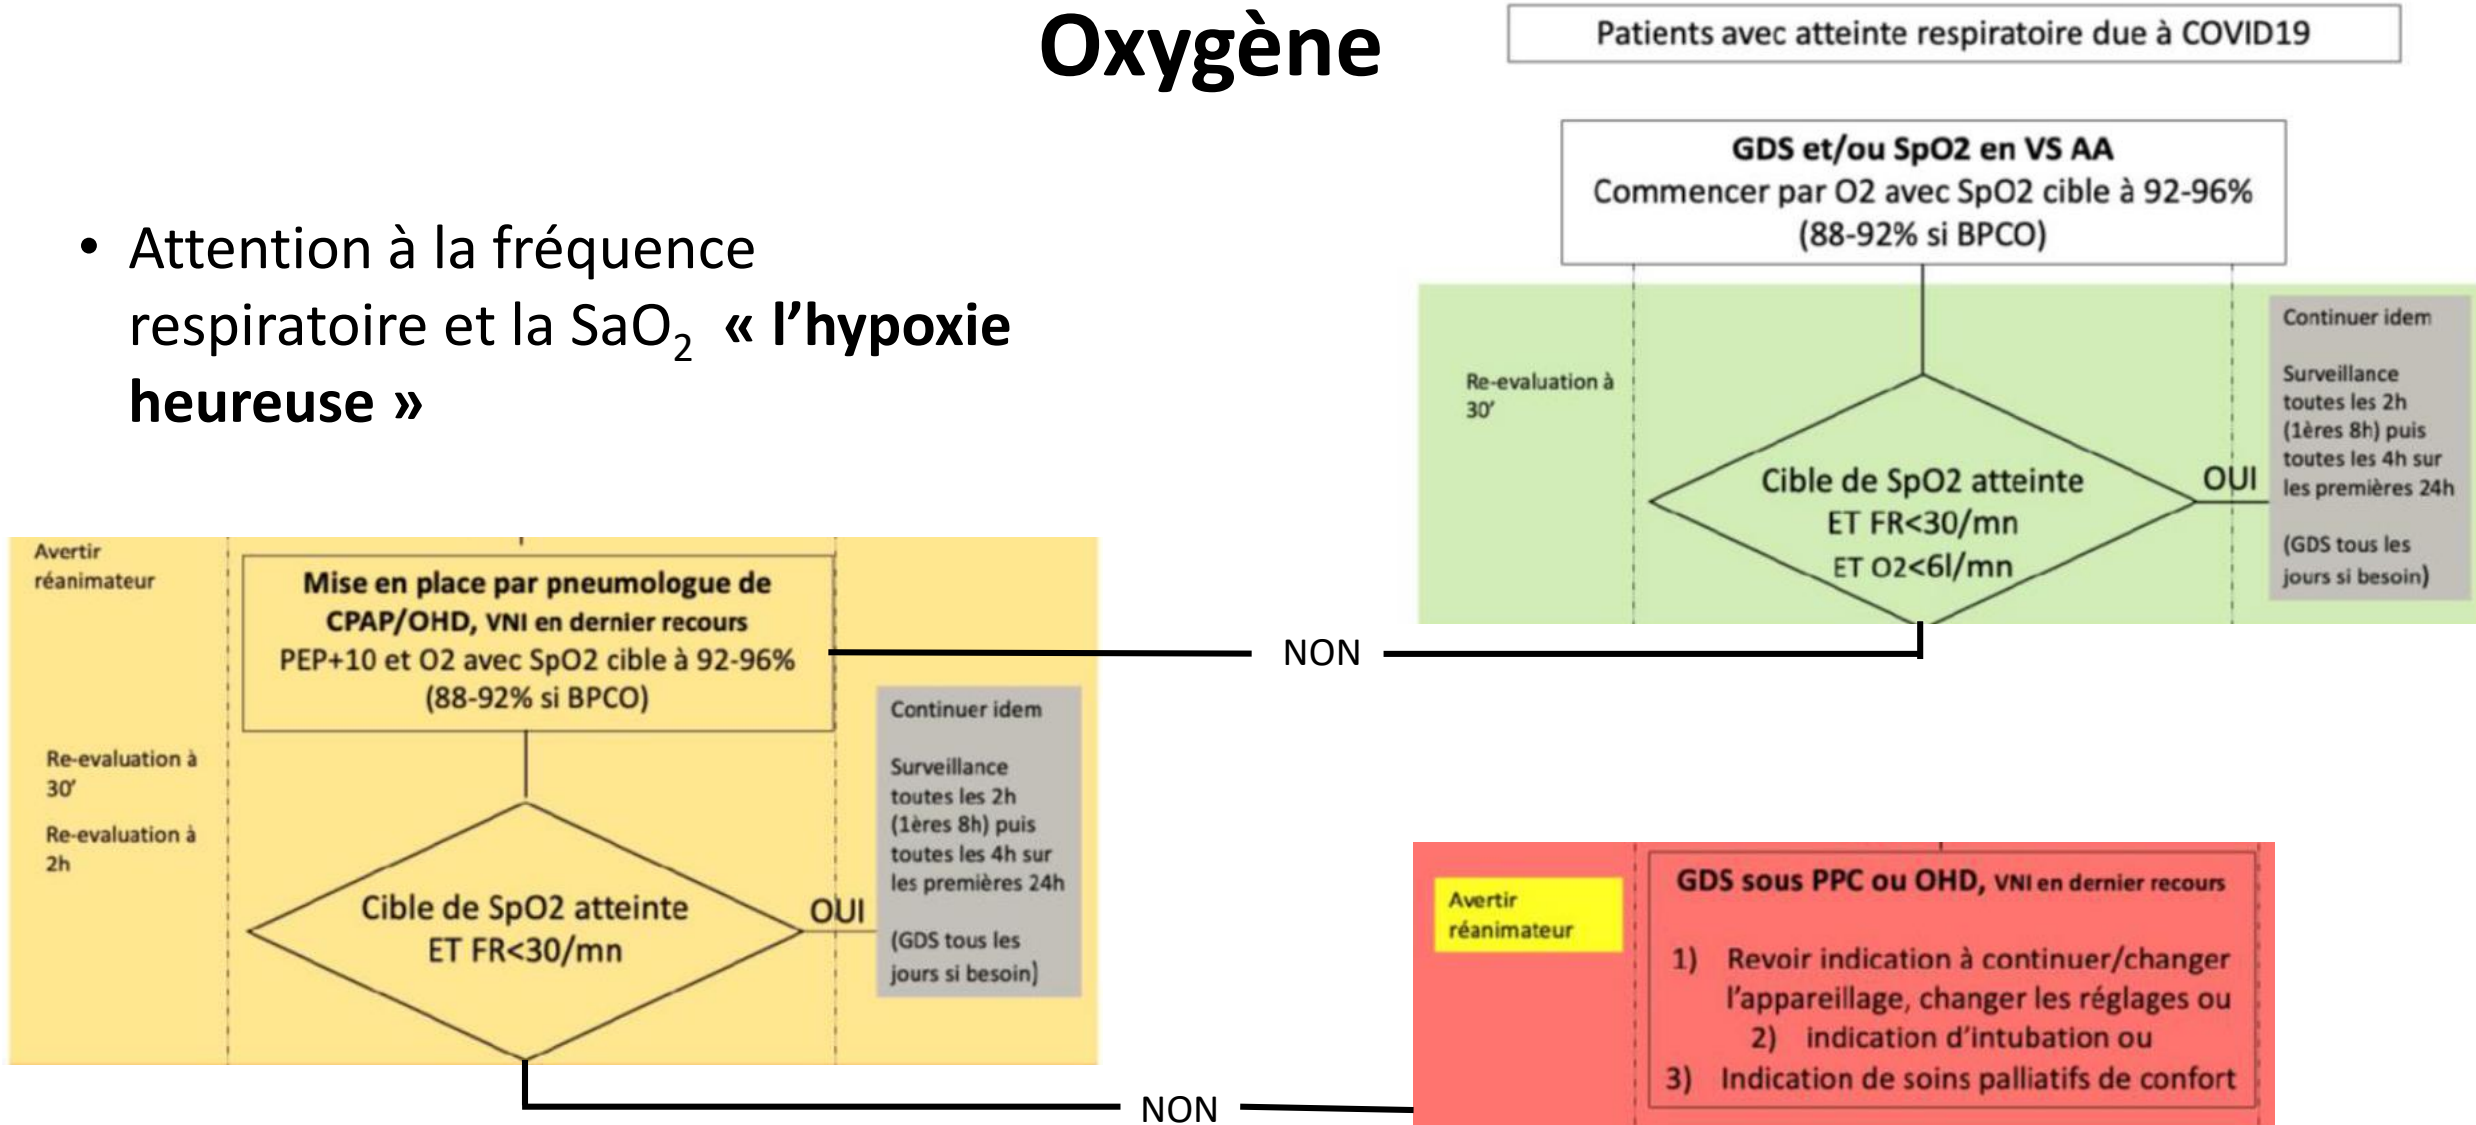 Oxygène
Patients avec atteinte respiratoire due à COVID19
GDS et/ou SpO2 en VS AA
Commencer par O2 avec SpO2 cible à 92-96%
(88-92% si BPCO)
• Attention à la fréquence
respiratoire et la SaO2 « l’hypoxie
heureuse »
Re-evaluation à
30’
Cible de SpO2 atteinte
ET FR<30/mn
ET O2<6l/mn
OUI
Continuer idem
Surveillance
toutes les 2h
(1ères 8h) puis
toutes les 4h sur
les premières 24h
(GDS tous les
jours si besoin)
NON
Avertir
réanimateur
Mise en place par pneumologue de
CPAP/OHD, VNI en dernier recours
PEP+10 et O2 avec SpO2 cible à 92-96%
(88-92% si BPCO)
Re-evaluation à
30’
Re-evaluation à
2h
Cible de SpO2 atteinte
ET FR<30/mn
OUI
Continuer idem
Surveillance
toutes les 2h
(1ères 8h) puis
toutes les 4h sur
les premières 24h
(GDS tous les
jours si besoin)
NON
Avertir
réanimateur
GDS sous PPC ou OHD, VNI en dernier recours
1) Revoir indication à continuer/changer
l’appareillage, changer les réglages ou
2) indication d’intubation ou
3) Indication de soins palliatifs de confort